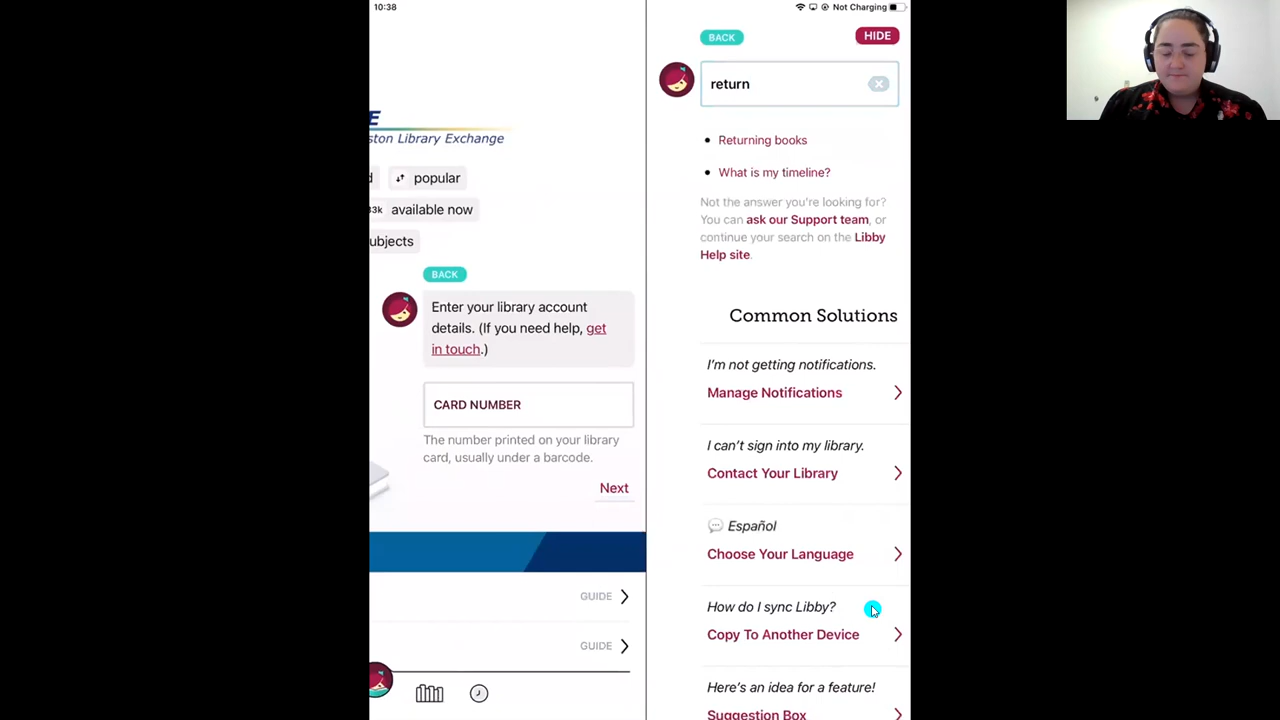 10:38
Not Charging
E
ston Library Exchange
d
popular
33k available now
ubjects
BACK
Enter your library account
details. (If you need help, get
in touch.)
CARD NUMBER
The number printed on your library
card, usually under a barcode.
Next
GUIDE
GUIDE
BACK
HIDE
return
• Returning books
• What is my timeline?
Not the answer you're looking for?
You can ask our Support team, or
continue your search on the Libby
Help site.
Common Solutions
I'm not getting notifications.
Manage Notifications
I can't sign into my library.
Contact Your Library
Español
Choose Your Language
How do I sync Libby?
Copy To Another Device
Here's an idea for a feature!
Suggestion Box